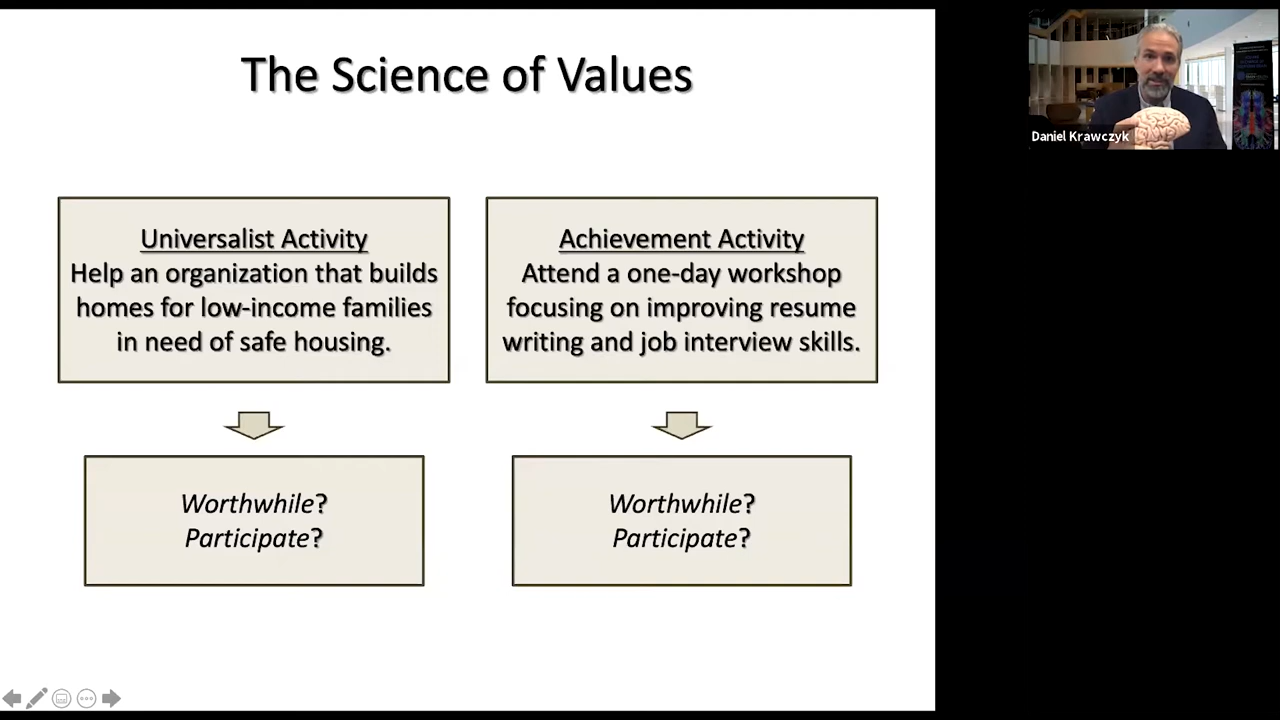 The Science of Values
Universalist Activity
Help an organization that builds
homes for low-income families
in need of safe housing.
Achievement Activity
Attend a one-day workshop
focusing on improving resume
writing and job interview skills.
Worthwhile?
Participate?
Worthwhile?
Participate?
Daniel Krawczyk